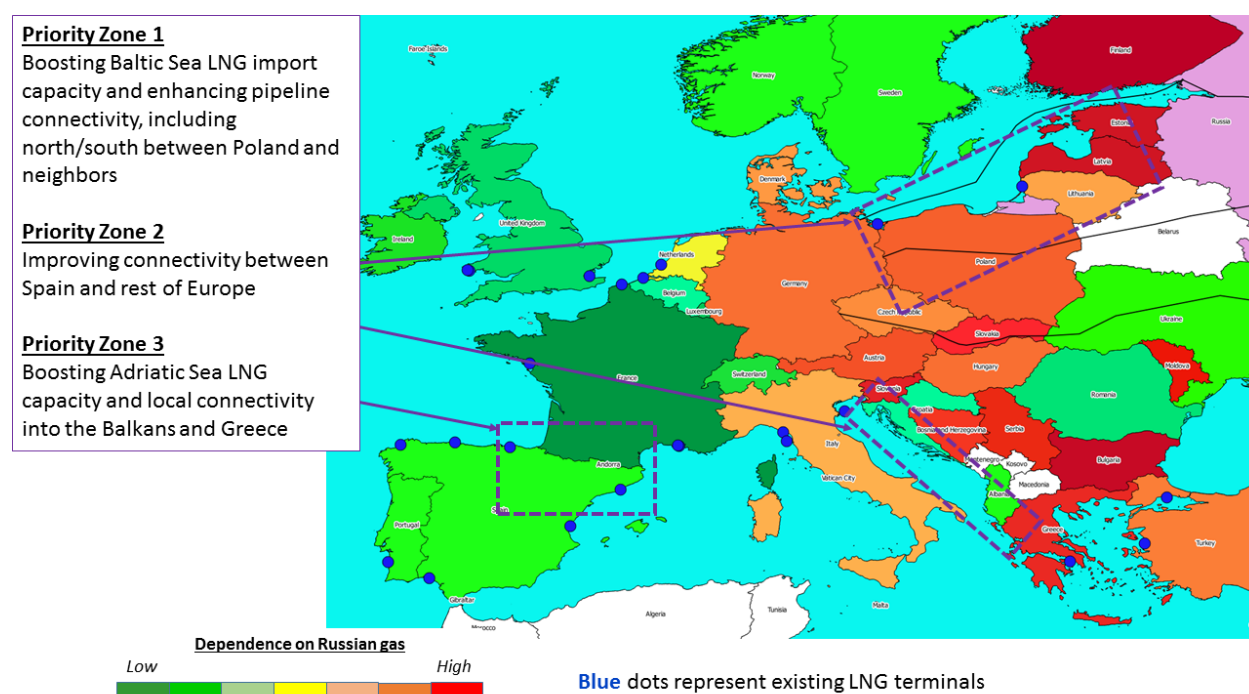 Priority Zone 1
Boosting Baltic Sea LNG import
capacity and enhancing pipeline
connectivity, including
north/south between Poland and
neighbors
Priority Zone 2
Improving connectivity between
Spain and rest of Europe
Priority Zone 3
Boosting Adriatic Sea LNG
capacity and local connectivity
into the Balkans and Greece
Faroe Islands
Finland
Norway
Sweden
Estonia
Russia
Latvia
Denmark
Lithuania
United Kingdom
Ireland
Belarus
Netherlands
Poland
Germany
Belgium
Luxembourg
Czech Republic
Ukraine
Slovakia
Austria
Moldova
Hungary
Switzerland
France
Slovenia
Romania
Croatia
Bosnia and Herzegovina
Serbia
Italy
Montenegro
Kosovo
Bulgaria
Andorra
Vatican City
Macedonia
Albania
Spain
Portugal
Greece
Turkey
Gibraltar
Malta
Algeria
Tunisia
Morocco
Dependence on Russian gas
Low
High
Blue dots represent existing LNG terminals